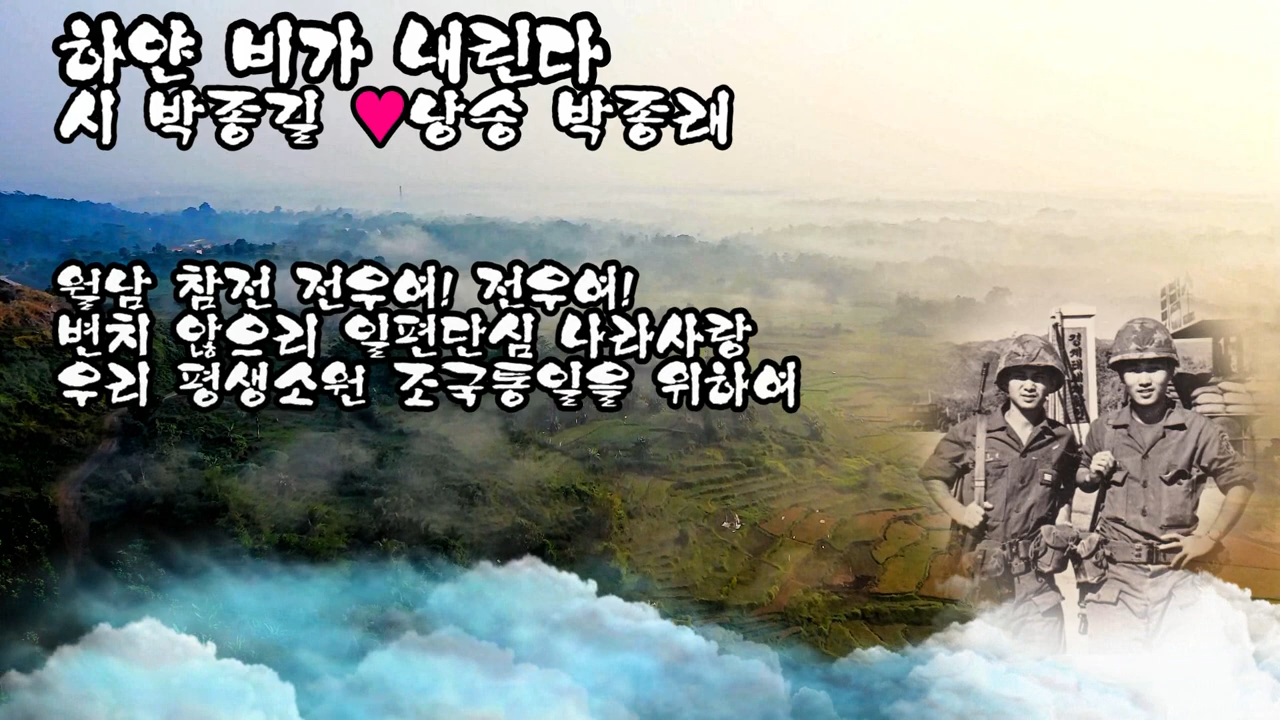 하얀 비가 내린다
시 박종길 ♥낭송 박종래
월남 참전 전우여! 전우여!
변치 않으리 일편단심 나라사랑
우리 평생소원 조국통일을 위하여